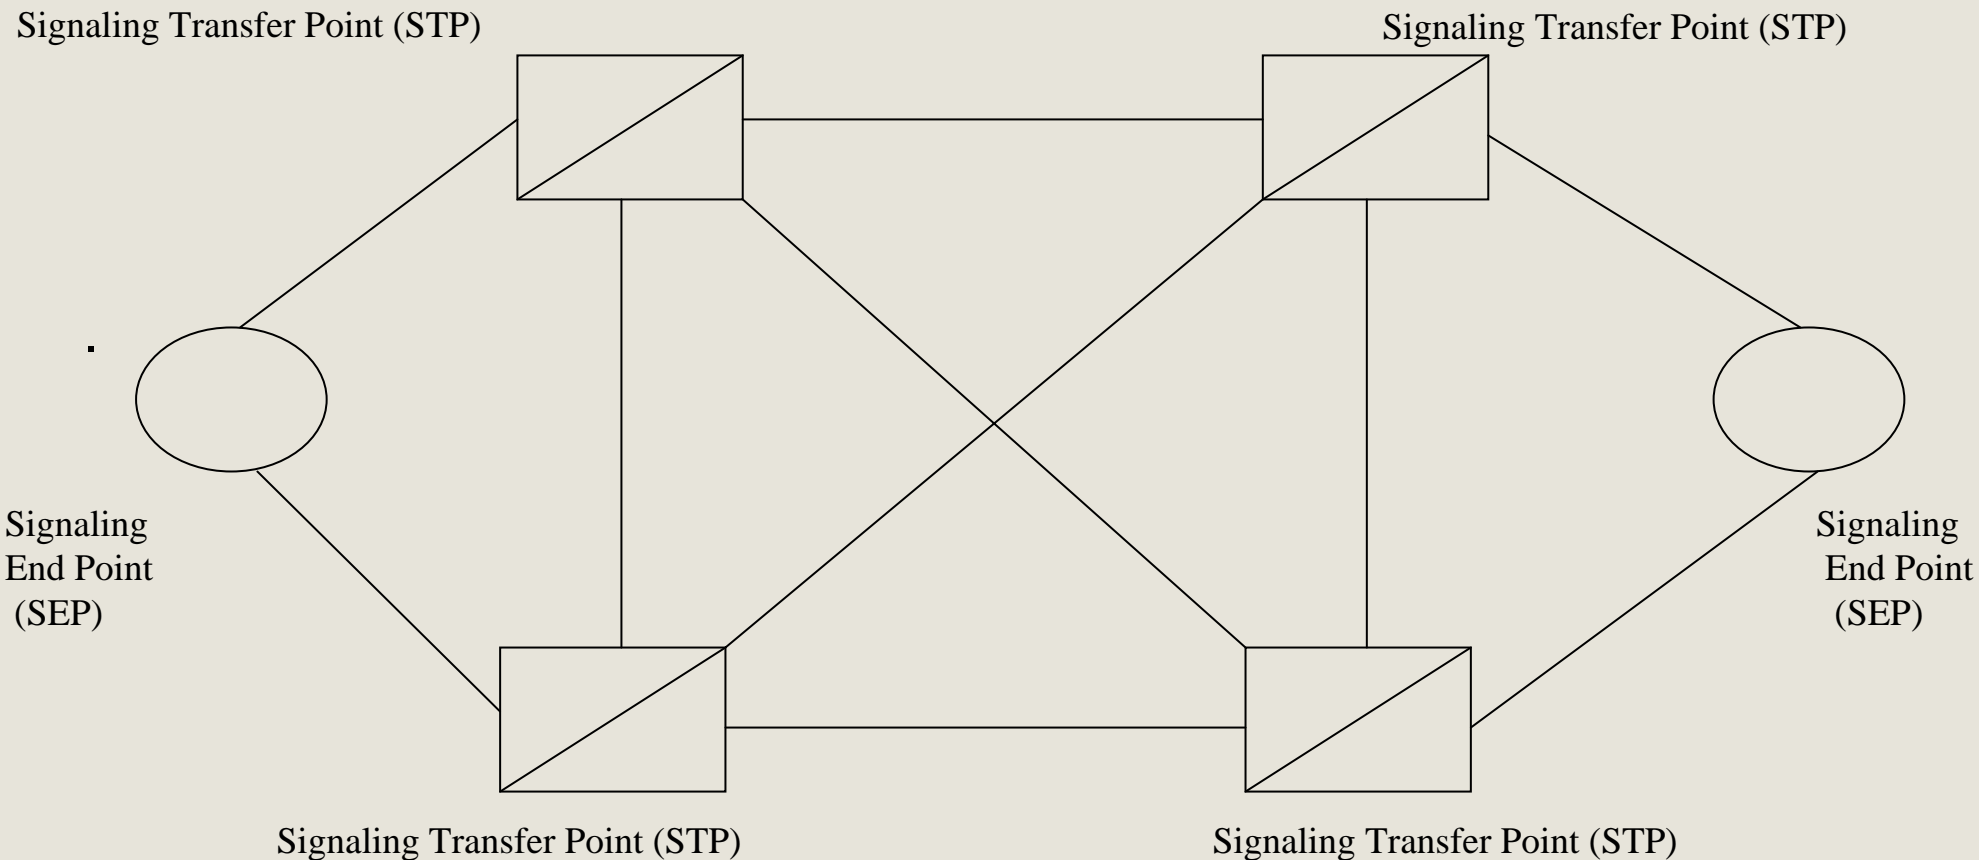 Signaling Transfer Point (STP)
Signaling Transfer Point (STP)
Signaling
End Point
(SEP)
Signaling
End Point
(SEP)
Signaling Transfer Point (STP)
Signaling Transfer Point (STP)